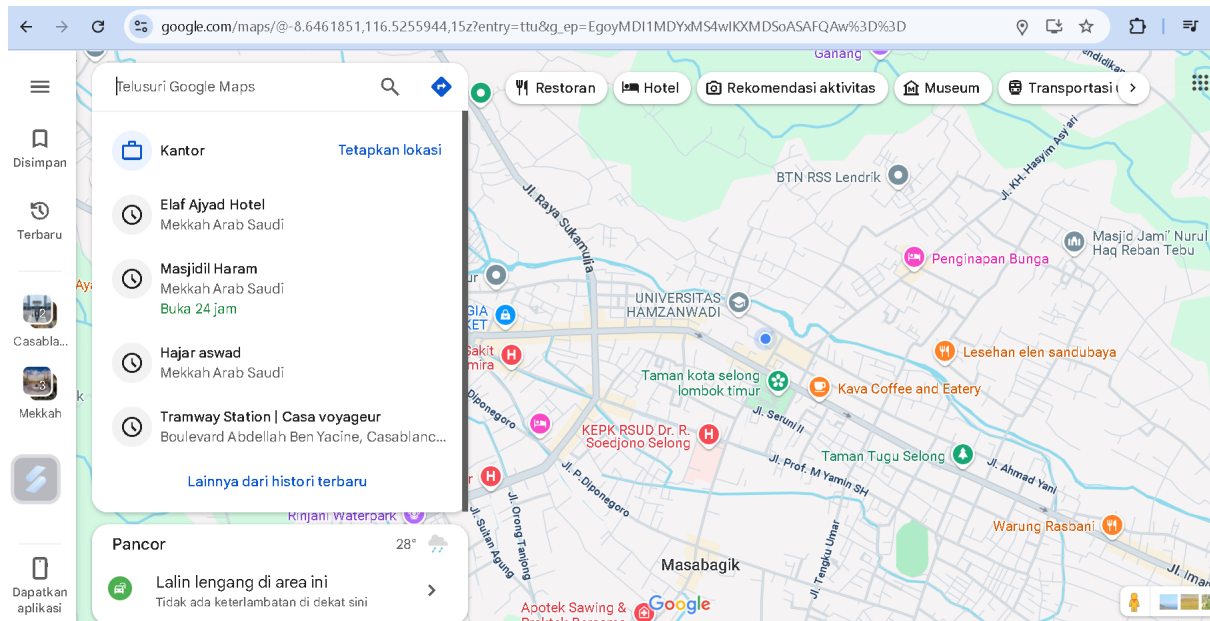 google.com/maps/@-8.6461851,116.5255944,15z?entry=ttu&g_ep=EgoyMDI1MDYxMS4wIKXMDSoASAFQAw%3D%3D
Telusuri Google Maps
Restoran
Hotel
Rekomendasi aktivitas
Museum
Transportasi
Disimpan
Terbaru
2
Casabla...
3
Mekkah
Dapatkan
aplikasi
Kantor
Tetapkan lokasi
Elaf Ajyad Hotel
Mekkah Arab Saudi
Masjidil Haram
Mekkah Arab Saudi
Buka 24 jam
Hajar aswad
Mekkah Arab Saudi
Tramway Station | Casa voyageur
Boulevard Abdellah Ben Yacine, Casablanc...
Lainnya dari histori terbaru
Rinjani Waterpark
Pancor
28°
Lalin lengang di area ini
Tidak ada keterlambatan di dekat sini
Ganang
BTN RSS Lendrik
Jl. KH. Hasyim Asy'ari
Jl. Raya Sukamulia
Masjid Jami' Nurul
Haq Reban Tebu
Penginapan Bunga
UNIVERSITAS
HAMZANWADI
Lesehan elen sandubaya
Taman kota selong
lombok timur
Kava Coffee and Eatery
Diponegoro
Jl. Seruni II
KEPK RSUD Dr. R.
Soedjono Selong
Taman Tugu Selong
Jl. Prof. M Yamin SH
Jl. Ahmad Yani
Jl. P. Diponegoro
Jl. Sultan Agung
Jl. Orong Tanjong
Jl. Tengku Umar
Warung Rasbani
Masabagik
Apotek Sawing &
Google